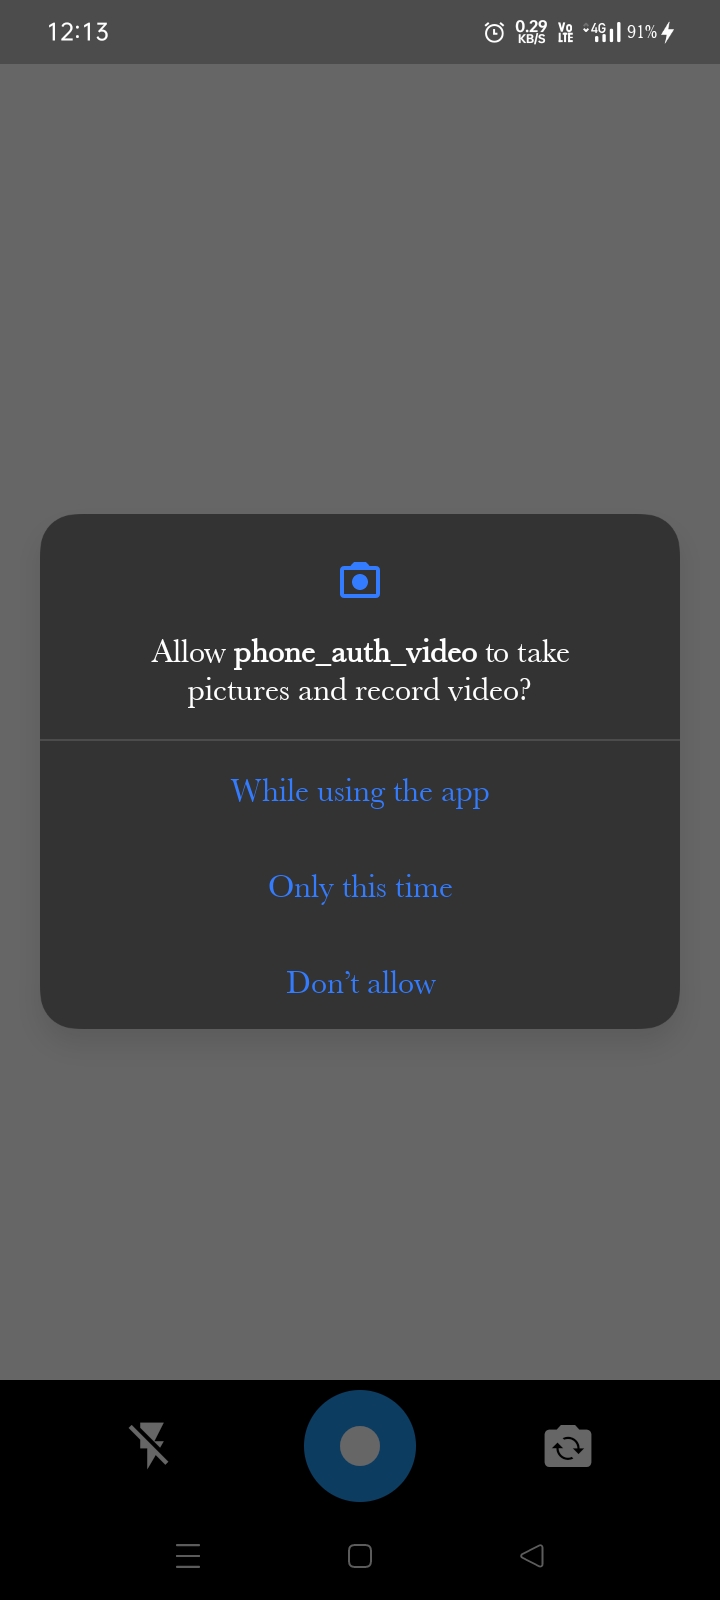 12:13
0.29 KB/S Vo LTE 4G 91%
Allow phone_auth_video to take
pictures and record video?
While using the app
Only this time
Don’t allow